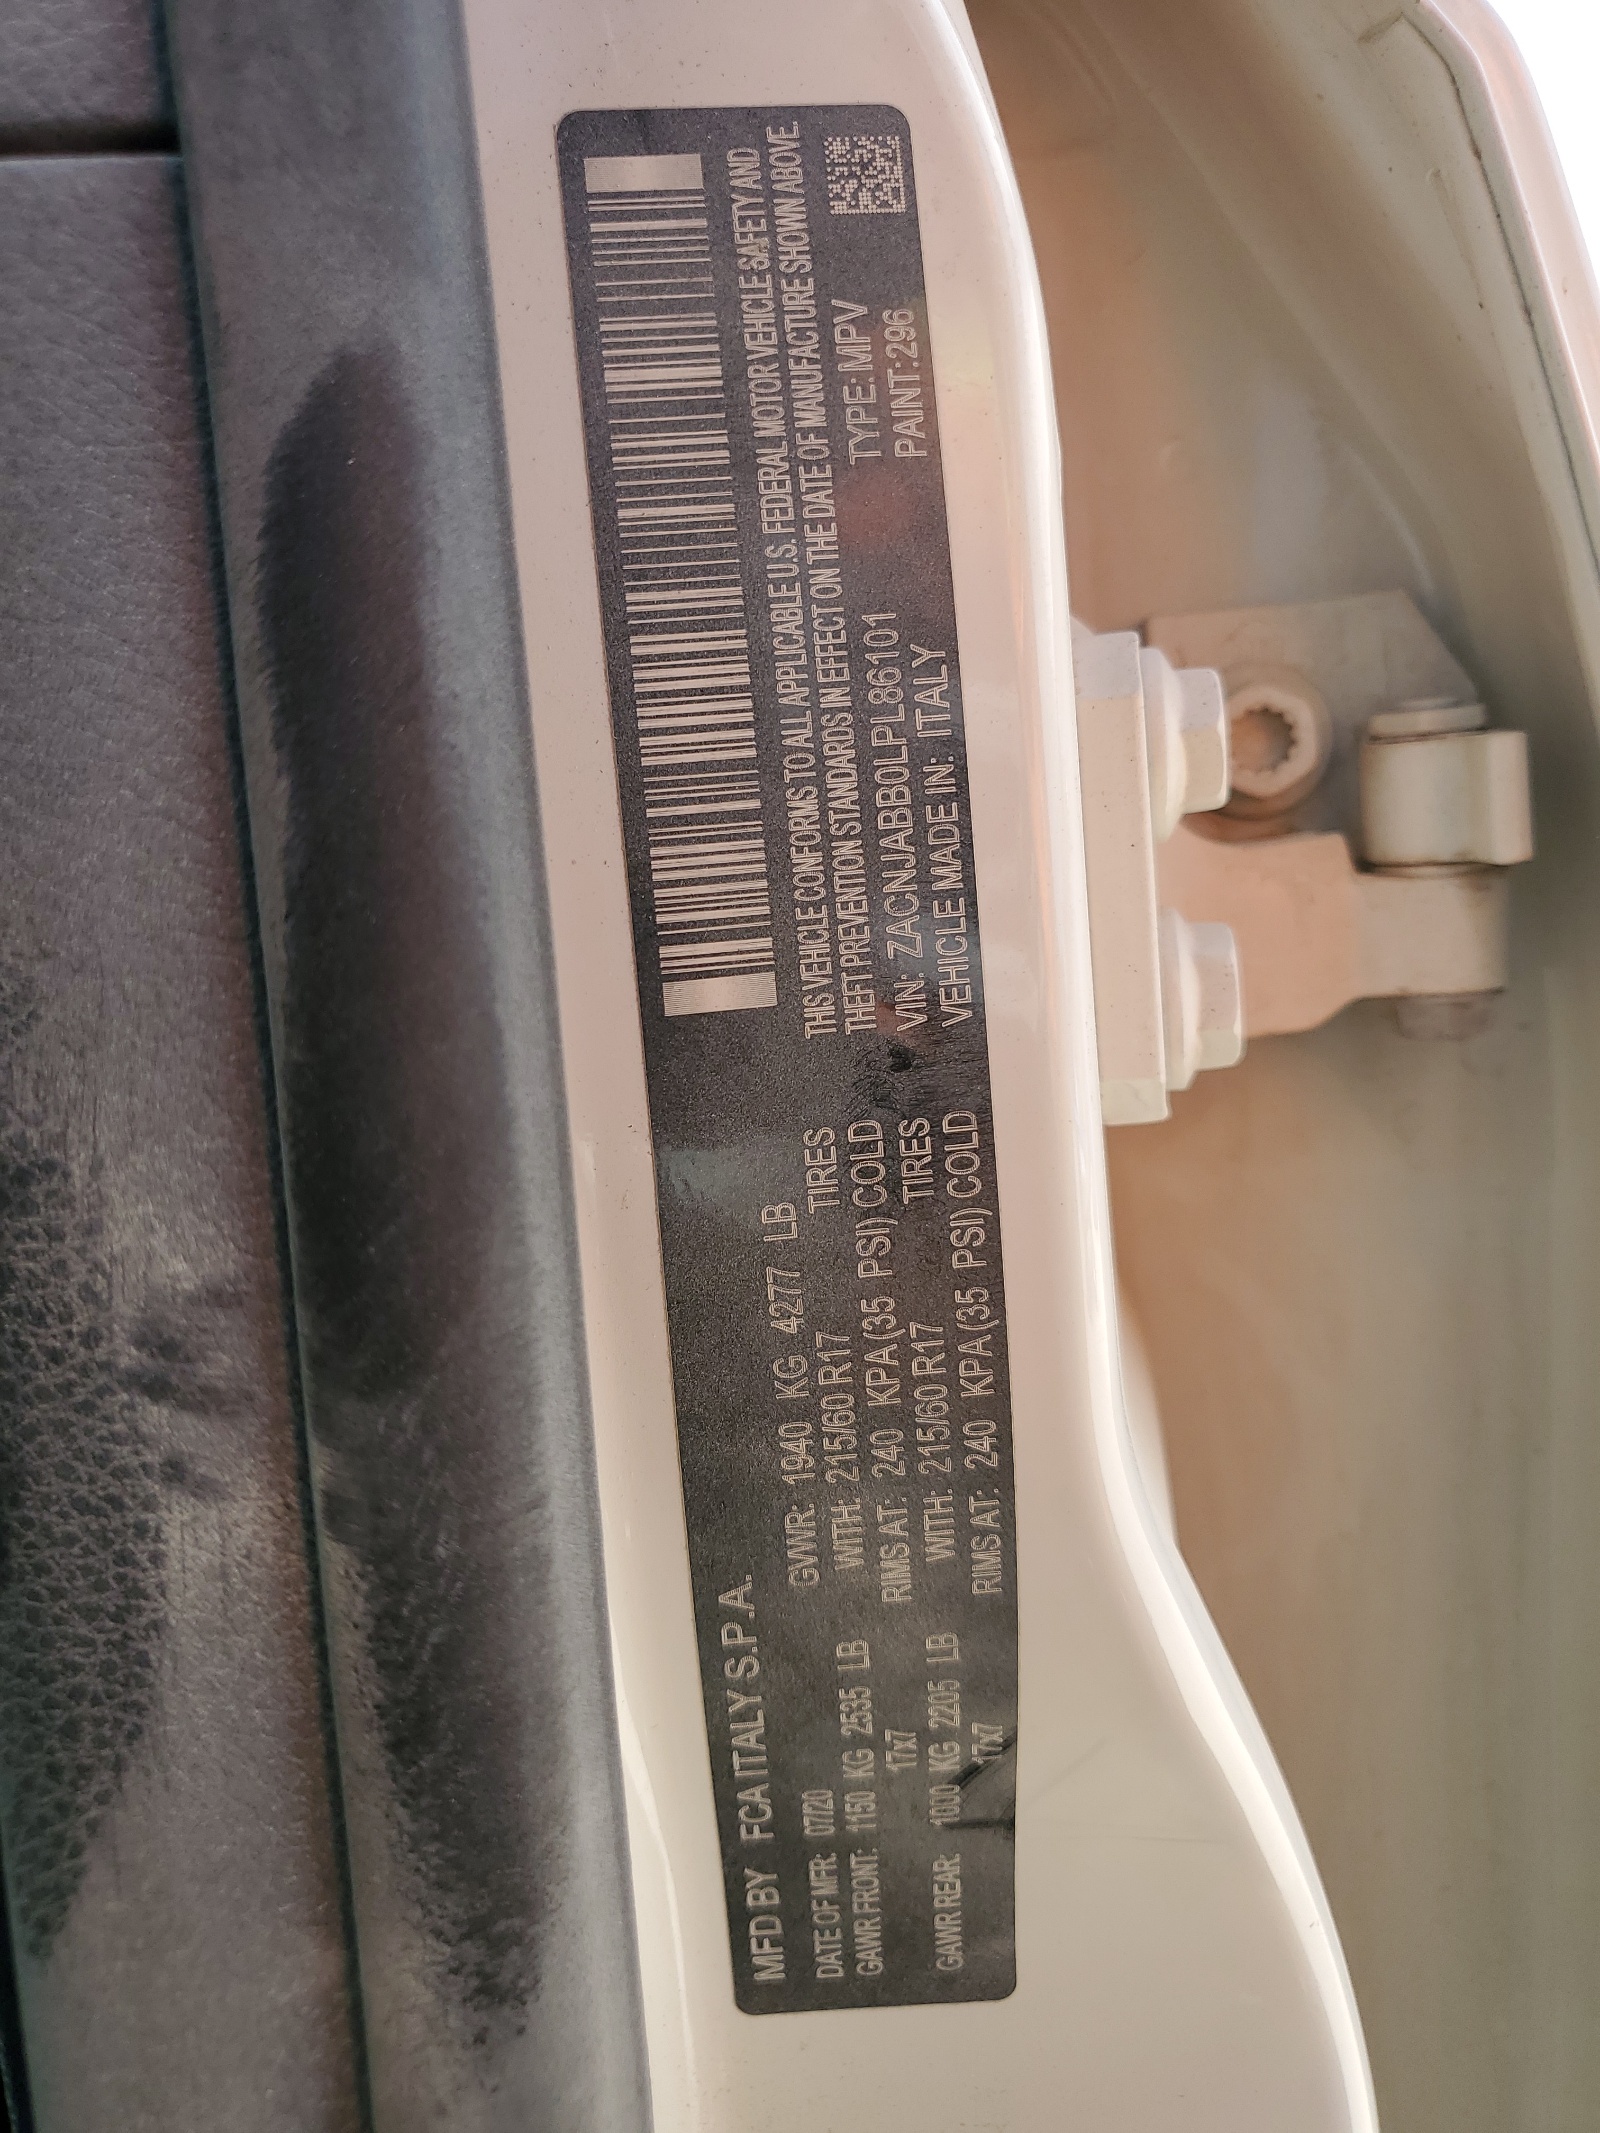 MFD BY FCA ITALY S.P.A.
DATE OF MFR: 07/20 GVWR: 1940 KG 4277 LB
GAWR FRONT: 1150 KG 2535 LB WITH: 215/60 R17 TIRES
17x7 RIMS AT: 240 KPA (35 PSI) COLD
GAWR REAR: 1000 KG 2205 LB WITH: 215/60 R17 TIRES
17x7 RIMS AT: 240 KPA (35 PSI) COLD
THIS VEHICLE CONFORMS TO ALL APPLICABLE U.S. FEDERAL MOTOR VEHICLE SAFETY AND
THEFT PREVENTION STANDARDS IN EFFECT ON THE DATE OF MANUFACTURE SHOWN ABOVE.
VIN: ZACNJABB0LPL86101 TYPE: MPV
VEHICLE MADE IN: ITALY PAINT: 296